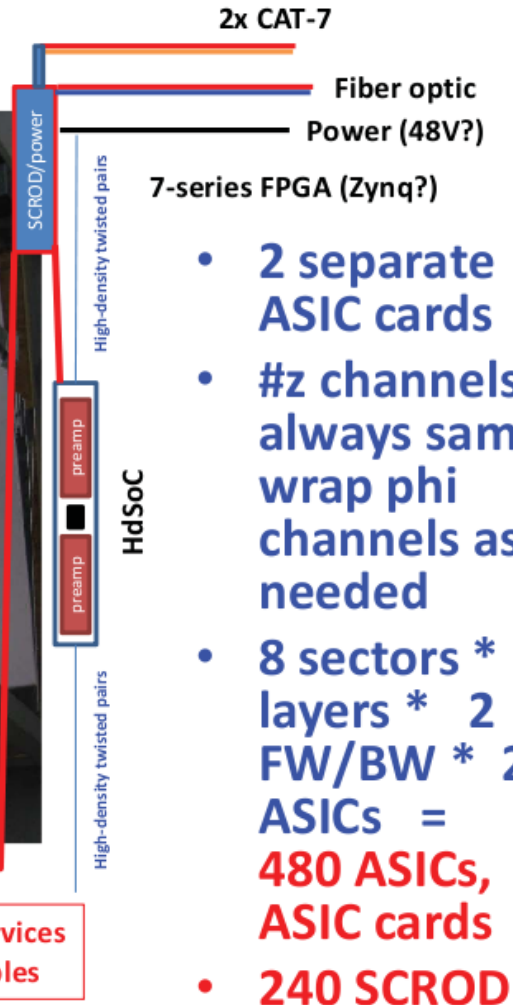 2x CAT-7
Fiber optic
Power (48V?)
SCROD/power
7-series FPGA (Zynq?)
High-density twisted pairs
preamp
HdSoC
preamp
High-density twisted pairs
• 2 separate
ASIC cards
• #z channels
always sam
wrap phi
channels as
needed
• 8 sectors *
layers * 2
FW/BW * 2
ASICs =
480 ASICs,
ASIC cards
• 240 SCROD
vices
les